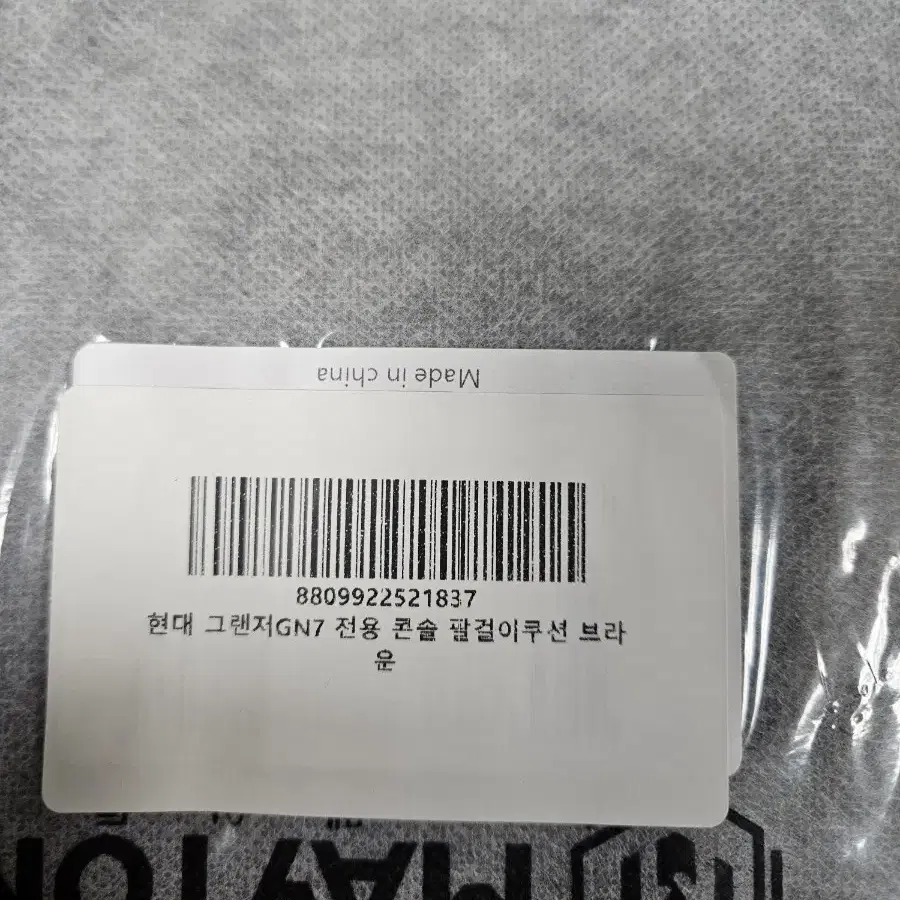 Made in china
8809922521837
현대 그랜저GN7 전용 콘솔 팔걸이쿠션 브라
운